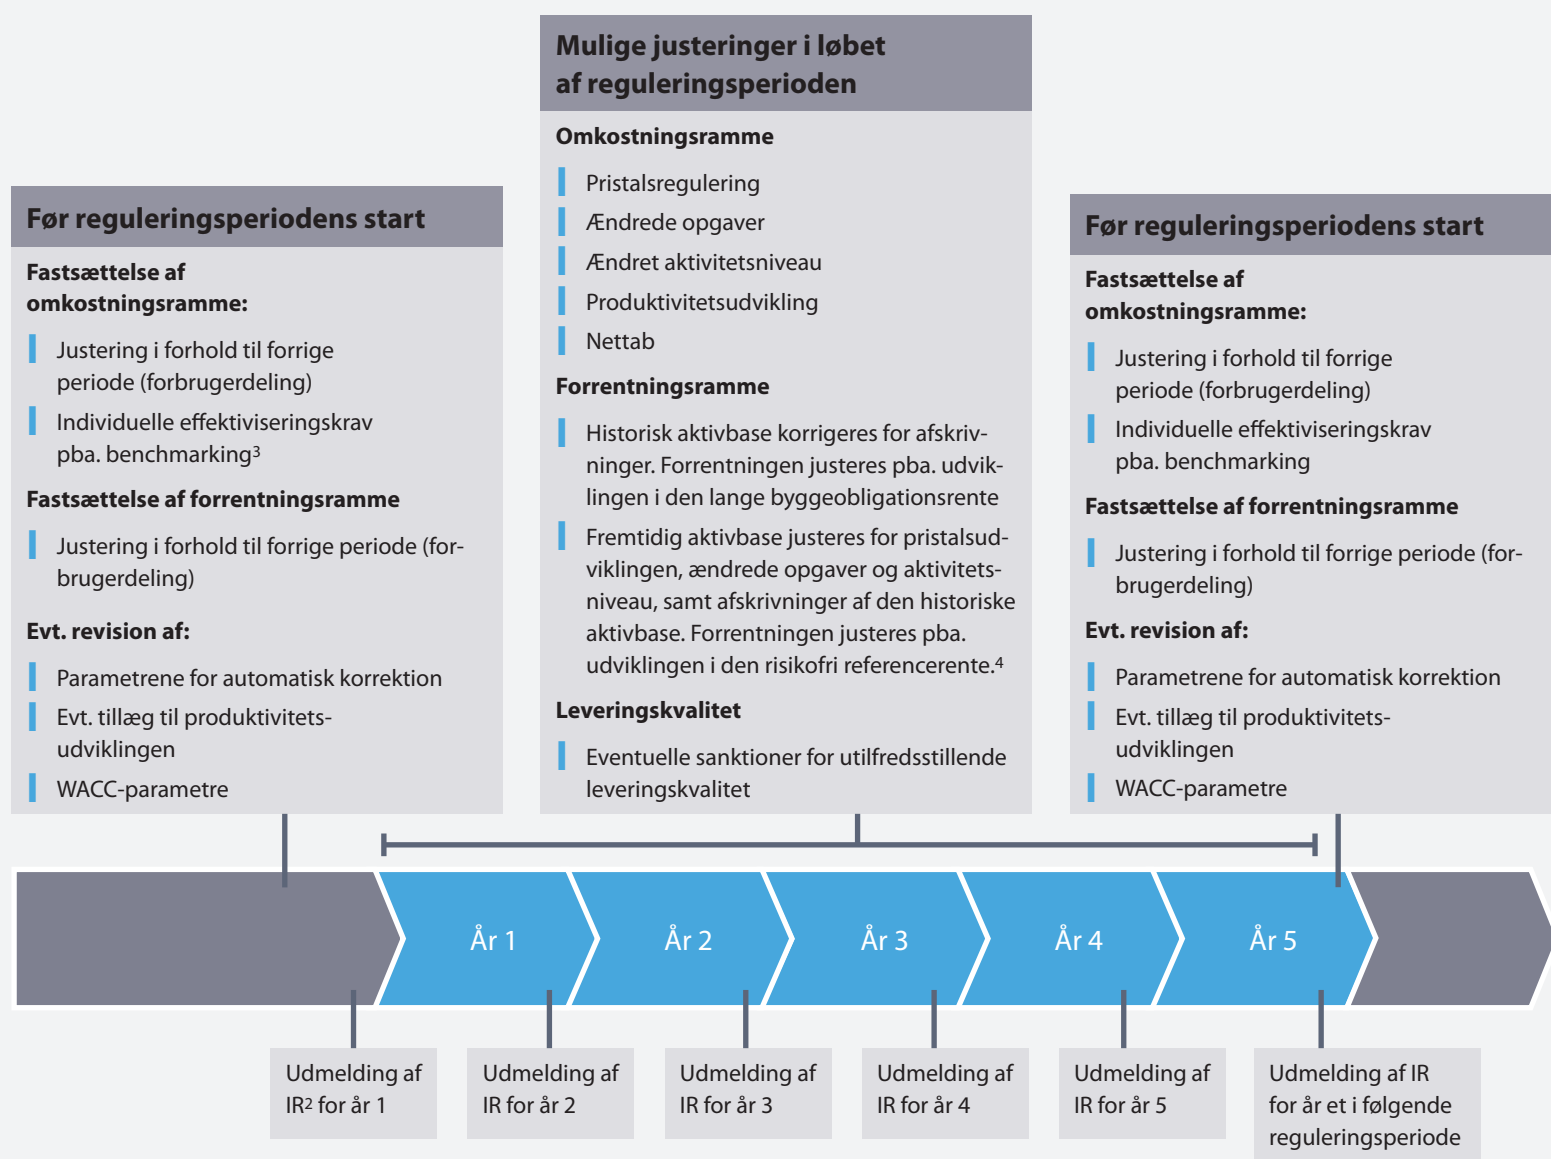 Før reguleringsperiodens start
Fastsættelse af
omkostningsramme:
Justering i forhold til forrige
periode (forbrugerdeling)
Individuelle effektiviseringskrav
pba. benchmarking³
Fastsættelse af forrentningsramme
Justering i forhold til forrige periode (for-
brugerdeling)
Evt. revision af:
Parametrene for automatisk korrektion
Evt. tillæg til produktivitets-
udviklingen
WACC-parametre
Mulige justeringer i løbet
af reguleringsperioden
Omkostningsramme
Pristalsregulering
Ændrede opgaver
Ændret aktivitetsniveau
Produktivitetsudvikling
Nettab
Forrentningsramme
Historisk aktivbase korrigeres for afskriv-
ninger. Forrentningen justeres pba. udvik-
lingen i den lange byggeobligationsrente
Fremtidig aktivbase justeres for pristalsud-
viklingen, ændrede opgaver og aktivitets-
niveau, samt afskrivninger af den historiske
aktivbase. Forrentningen justeres pba.
udviklingen i den risikofri referencerente.⁴
Leveringskvalitet
Eventuelle sanktioner for utilfredsstillende
leveringskvalitet
Før reguleringsperiodens start
Fastsættelse af
omkostningsramme:
Justering i forhold til forrige
periode (forbrugerdeling)
Individuelle effektiviseringskrav
pba. benchmarking
Fastsættelse af forrentningsramme
Justering i forhold til forrige periode (for-
brugerdeling)
Evt. revision af:
Parametrene for automatisk korrektion
Evt. tillæg til produktivitets-
udviklingen
WACC-parametre
År 1
År 2
År 3
År 4
År 5
Udmelding af
IR² for år 1
Udmelding af
IR for år 2
Udmelding af
IR for år 3
Udmelding af
IR for år 4
Udmelding af
IR for år 5
Udmelding af IR
for år et i følgende
reguleringsperiode